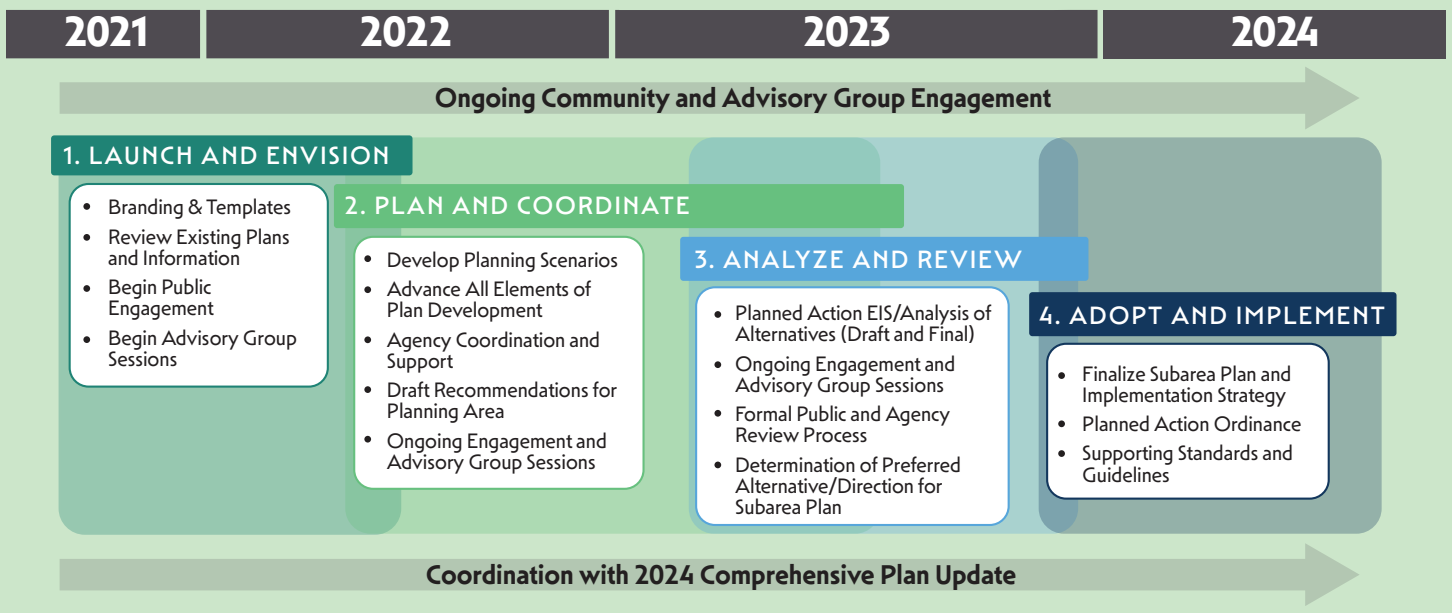 2021
2022
2023
2024
Ongoing Community and Advisory Group Engagement
1. LAUNCH AND ENVISION
• Branding & Templates
• Review Existing Plans
and Information
• Begin Public
Engagement
• Begin Advisory Group
Sessions
2. PLAN AND COORDINATE
• Develop Planning Scenarios
• Advance All Elements of
Plan Development
• Agency Coordination and
Support
• Draft Recommendations for
Planning Area
• Ongoing Engagement and
Advisory Group Sessions
3. ANALYZE AND REVIEW
• Planned Action EIS/Analysis of
Alternatives (Draft and Final)
• Ongoing Engagement and
Advisory Group Sessions
• Formal Public and Agency
Review Process
• Determination of Preferred
Alternative/Direction for
Subarea Plan
4. ADOPT AND IMPLEMENT
• Finalize Subarea Plan and
Implementation Strategy
• Planned Action Ordinance
• Supporting Standards and
Guidelines
Coordination with 2024 Comprehensive Plan Update